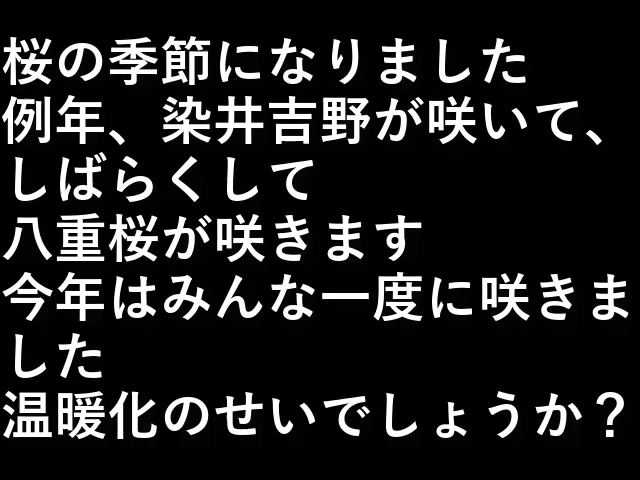 桜の季節になりました
例年、染井吉野が咲いて、
しばらくして
八重桜が咲きます
今年はみんな一度に咲きま
した
温暖化のせいでしょうか？